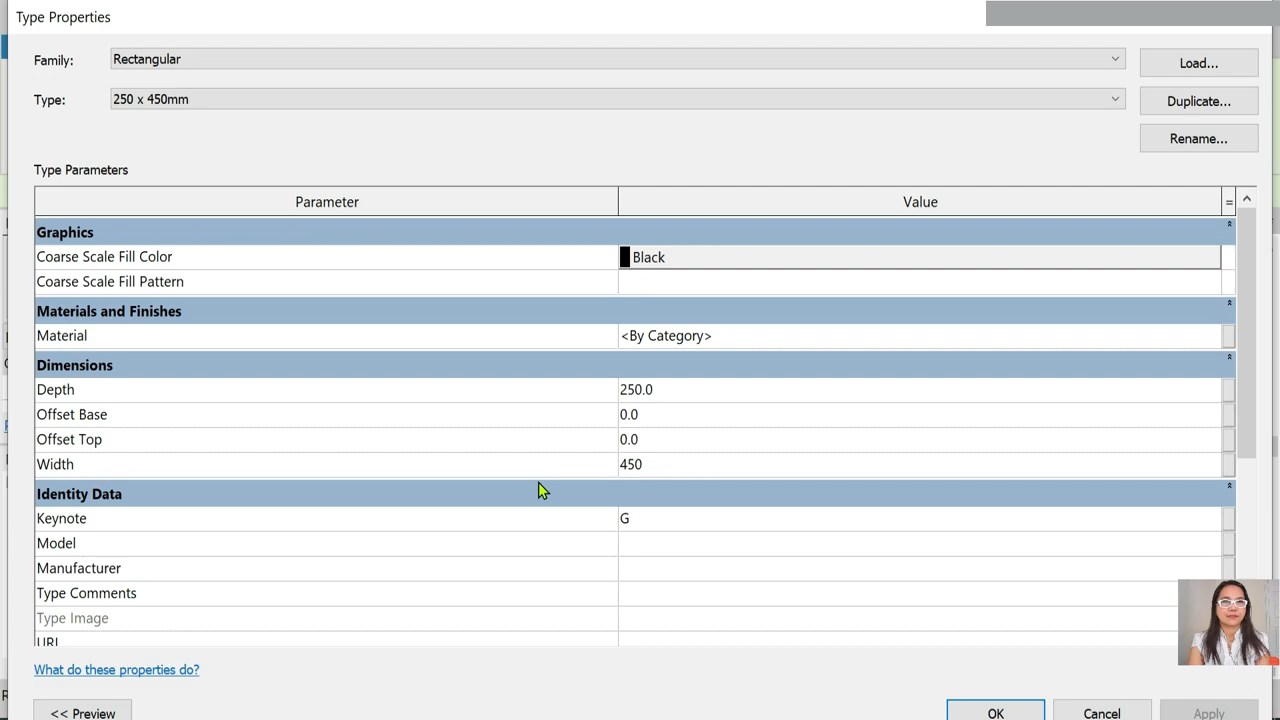 Type Properties
Family: Rectangular Load...
Type: 250 x 450mm Duplicate...
Rename...
Type Parameters
Parameter Value =
Graphics
Coarse Scale Fill Color Black
Coarse Scale Fill Pattern
Materials and Finishes
Material <By Category>
Dimensions
Depth 250.0
Offset Base 0.0
Offset Top 0.0
Width 450
Identity Data
Keynote G
Model
Manufacturer
Type Comments
Type Image
URL
What do these properties do?
<< Preview OK Cancel Apply